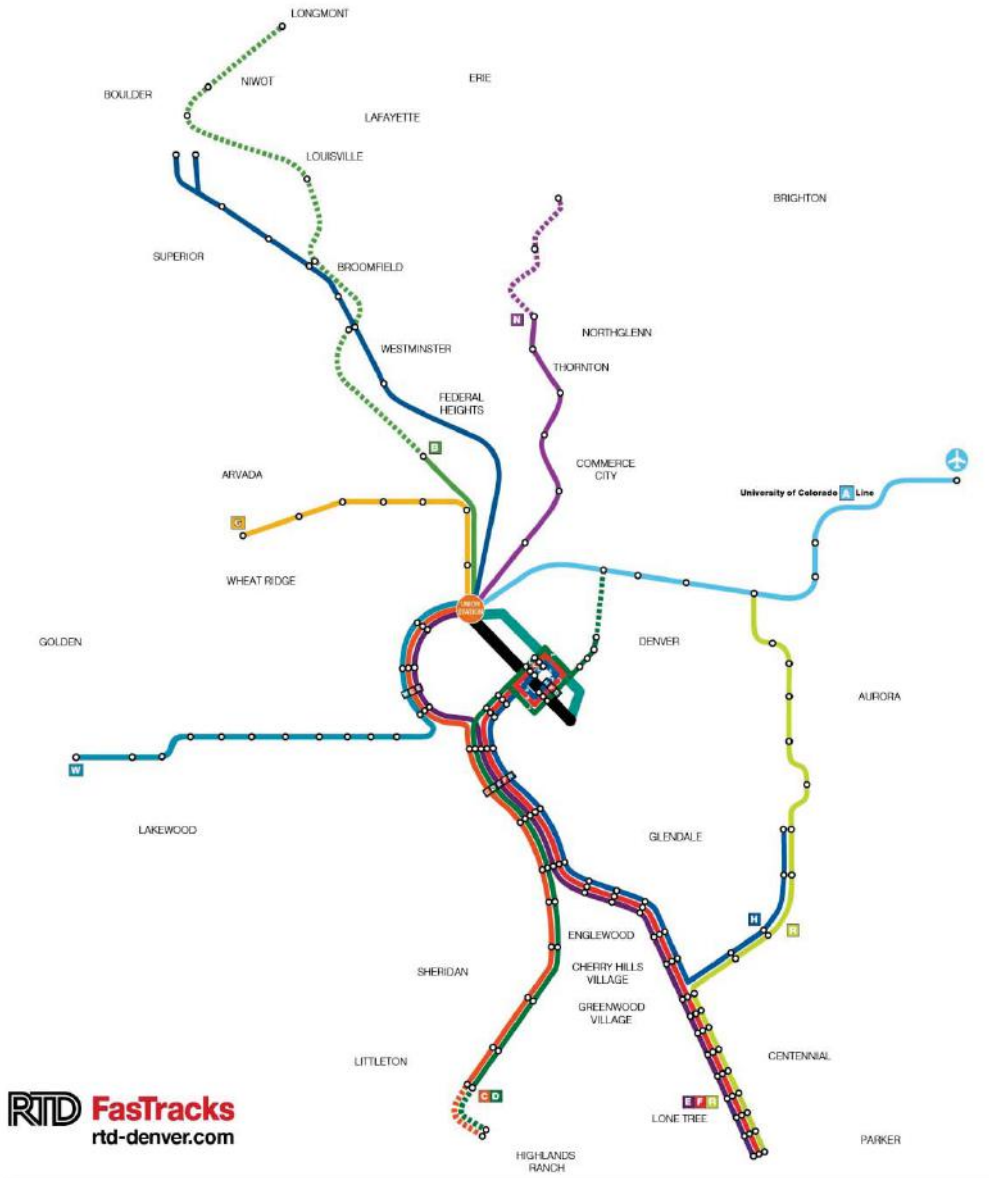 LONGMONT
NIWOT
ERIE
BOULDER
LAFAYETTE
LOUISVILLE
BRIGHTON
SUPERIOR
BROOMFIELD
N
NORTHGLENN
WESTMINSTER
THORNTON
FEDERAL
HEIGHTS
B
ARVADA
COMMERCE
CITY
University of Colorado A Line
G
WHEAT RIDGE
UNION
STATION
GOLDEN
DENVER
AURORA
W
LAKEWOOD
GLENDALE
H
R
ENGLEWOOD
SHERIDAN
CHERRY HILLS
VILLAGE
GREENWOOD
VILLAGE
LITTLETON
CENTENNIAL
C D
E F R
LONE TREE
RTD FasTracks
rtd-denver.com
PARKER
HIGHLANDS
RANCH